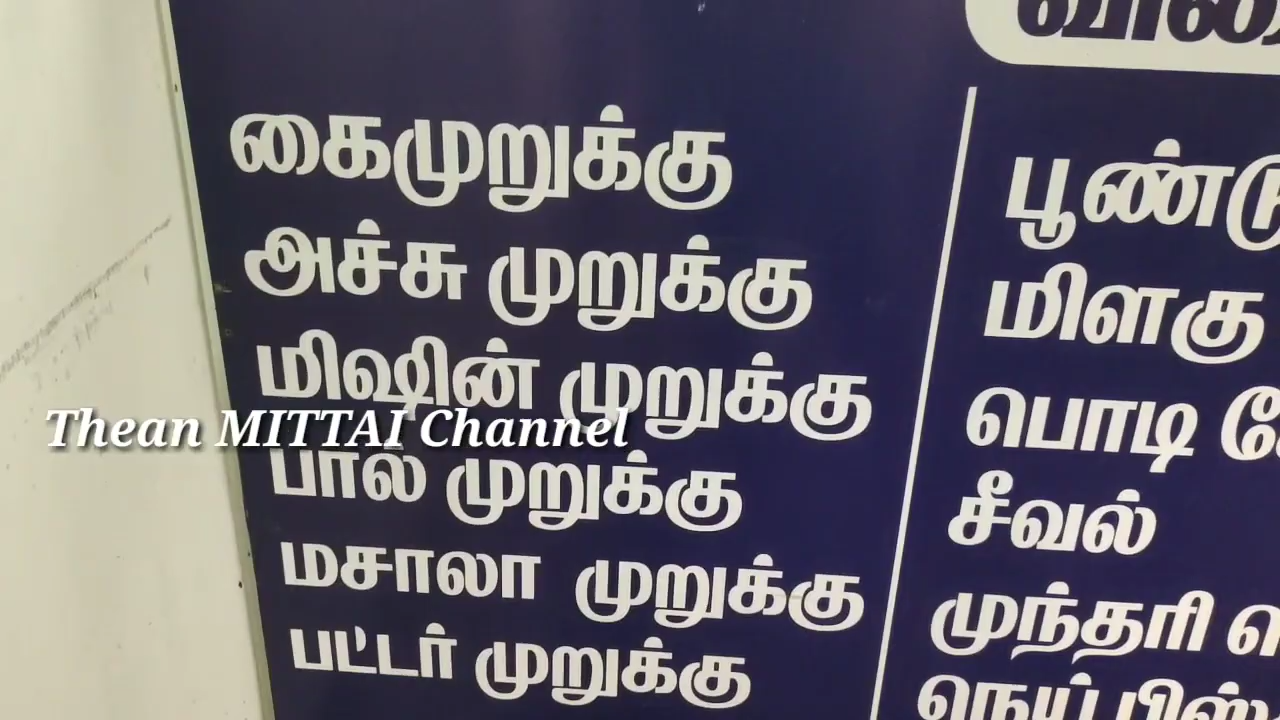 கைமுறுக்கு
அச்சு முறுக்கு
மிஷின் முறுக்கு
Thean MITTAI Channel
பால் முறுக்கு
மசாலா முறுக்கு
பட்டர் முறுக்கு
மிளகு
பொடி
சீவல்
முந்தரி